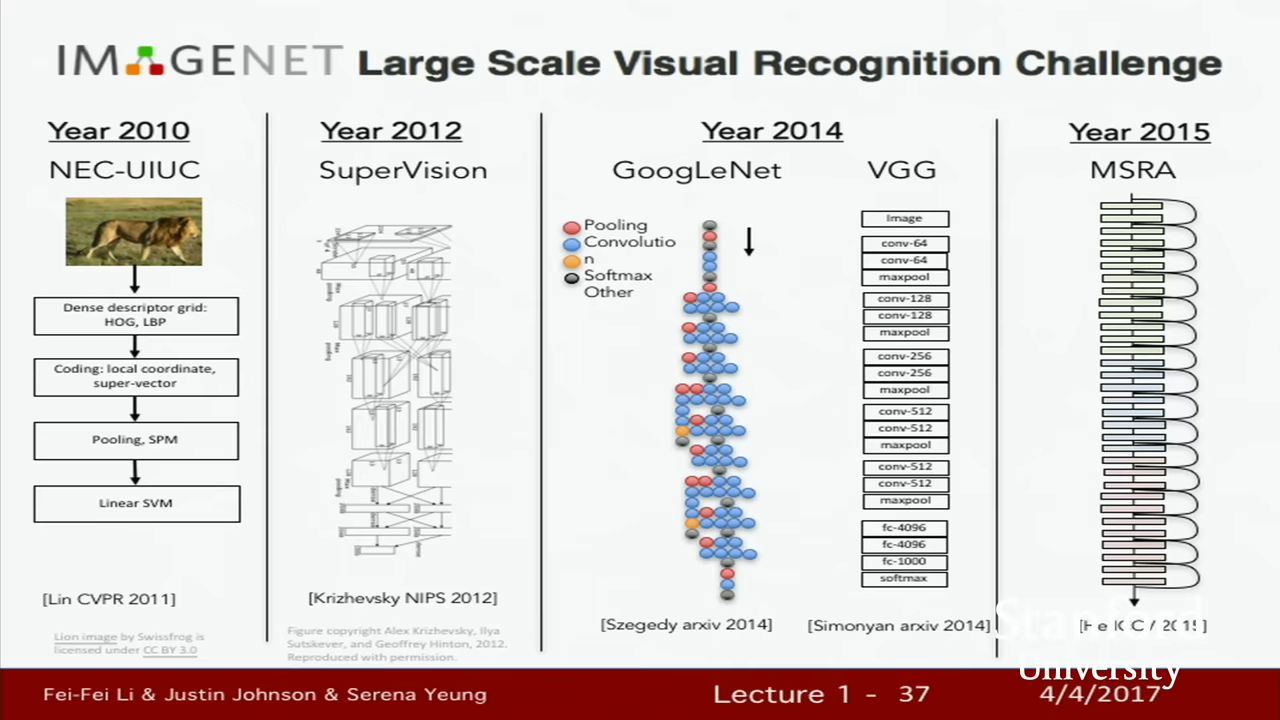 IMAGENET Large Scale Visual Recognition Challenge
Year 2010
NEC-UIUC
Dense descriptor grid:
HOG, LBP
Coding: local coordinate,
super-vector
Pooling, SPM
Linear SVM
[Lin CVPR 2011]
Lion image by Swissfrog is
licensed under CC BY 3.0
Year 2012
SuperVision
[Krizhevsky NIPS 2012]
Figure copyright Alex Krizhevsky, Ilya
Sutskever, and Geoffrey Hinton, 2012.
Reproduced with permission.
Year 2014
GoogLeNet
Pooling
Convolutio
n
Softmax
Other
[Szegedy arxiv 2014]
VGG
Image
conv-64
conv-64
maxpool
conv-128
conv-128
maxpool
conv-256
conv-256
maxpool
conv-512
conv-512
maxpool
conv-512
conv-512
maxpool
fc-4096
fc-4096
fc-1000
softmax
[Simonyan arxiv 2014]
Year 2015
MSRA
[He ICCV 2015]
Stanford
University
Fei-Fei Li & Justin Johnson & Serena Yeung
Lecture 1 - 37
4/4/2017